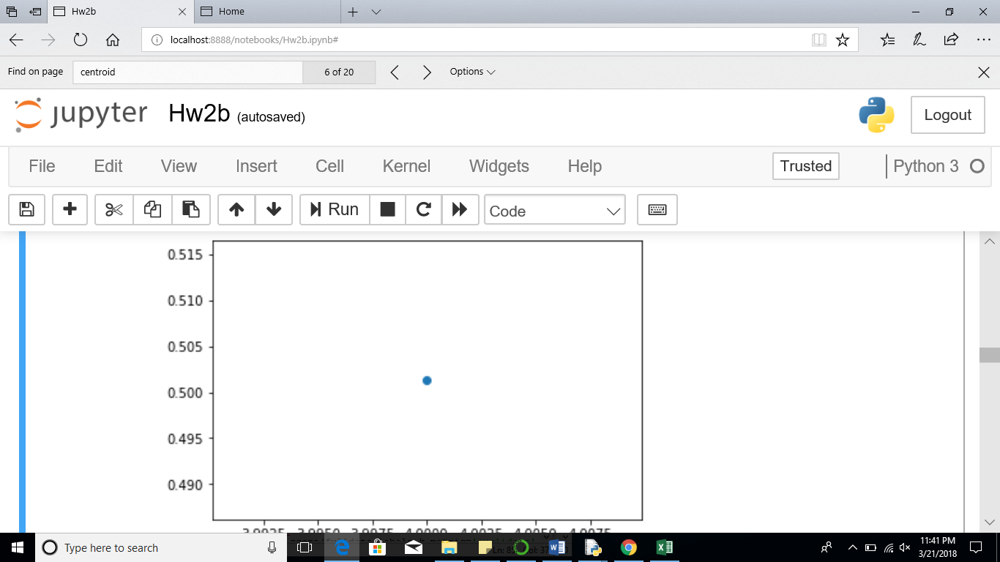 Hw2b
Home
localhost:8888/notebooks/Hw2b.ipynb#
Find on page
centroid
6 of 20
Options
jupyter Hw2b (autosaved)
Logout
File Edit View Insert Cell Kernel Widgets Help
Trusted
Python 3
Run
Code
0.515
0.510
0.505
0.500
0.495
0.490
3.9925 3.9950 3.9975 4.0000 4.0025 4.0050 4.0075
Type here to search
11:41 PM
3/21/2018